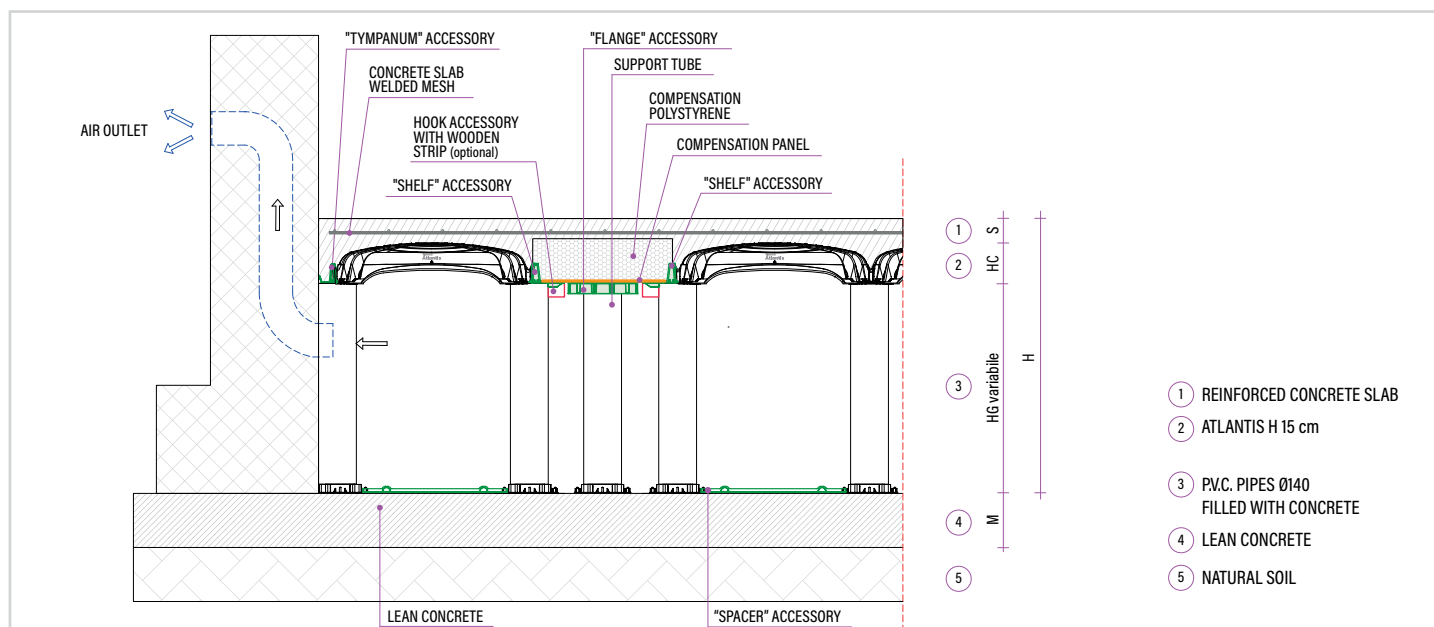 "TYMPANUM" ACCESSORY
"FLANGE" ACCESSORY
CONCRETE SLAB
WELDED MESH
SUPPORT TUBE
COMPENSATION
POLYSTYRENE
AIR OUTLET
HOOK ACCESSORY
WITH WOODEN
STRIP (optional)
COMPENSATION PANEL
"SHELF" ACCESSORY
"SHELF" ACCESSORY
1
S
2
HC
Atlantis
Atlantis
3
HG variabile
H
4
M
5
1 REINFORCED CONCRETE SLAB
2 ATLANTIS H 15 cm
3 P.V.C. PIPES Ø140
FILLED WITH CONCRETE
4 LEAN CONCRETE
5 NATURAL SOIL
LEAN CONCRETE
"SPACER" ACCESSORY